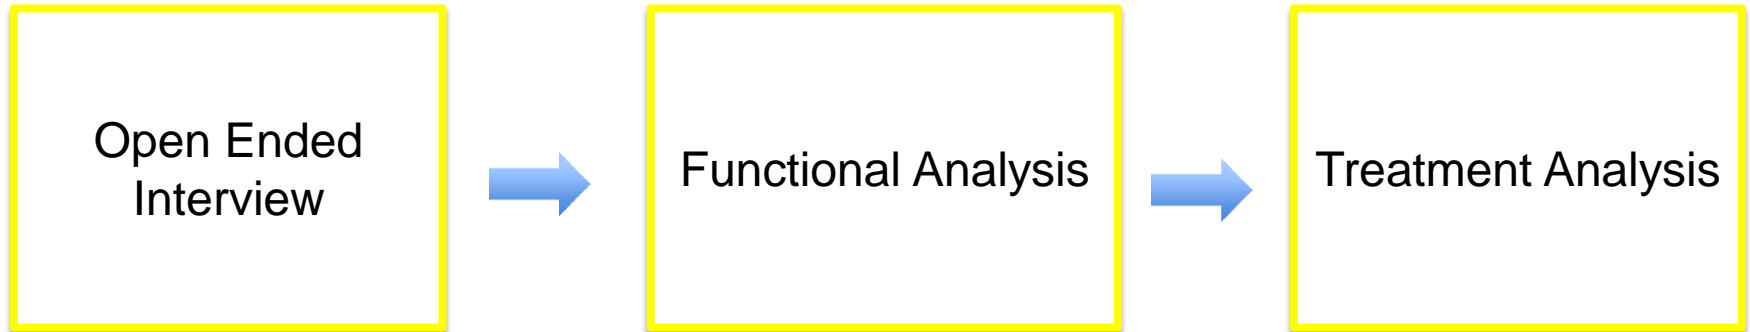 Open Ended
Interview
Functional Analysis
Treatment Analysis